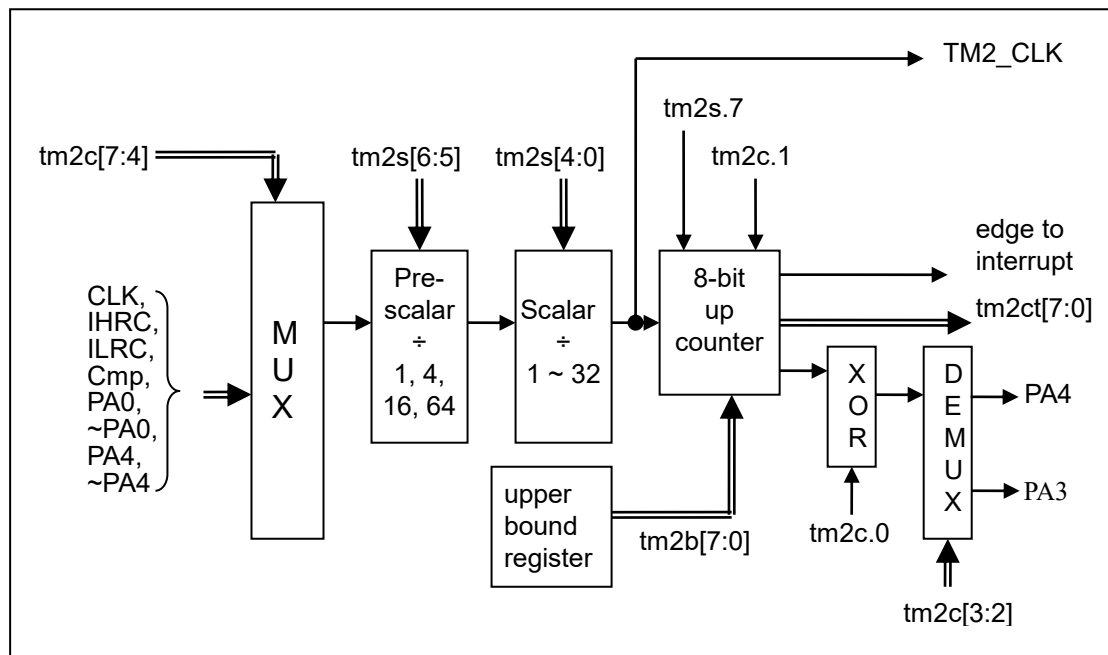 TM2_CLK
tm2s.7
tm2c[7:4]
tm2s[6:5]
tm2s[4:0]
tm2c.1
edge to
interrupt
tm2ct[7:0]
CLK,
IHRC,
ILRC,
Cmp,
PA0,
~PA0,
PA4,
~PA4
M
U
X
Pre-
scalar
÷
1, 4,
16, 64
Scalar
÷
1 ~ 32
8-bit
up
counter
X
O
R
D
E
M
U
X
PA4
PA3
upper
bound
register
tm2b[7:0]
tm2c.0
tm2c[3:2]